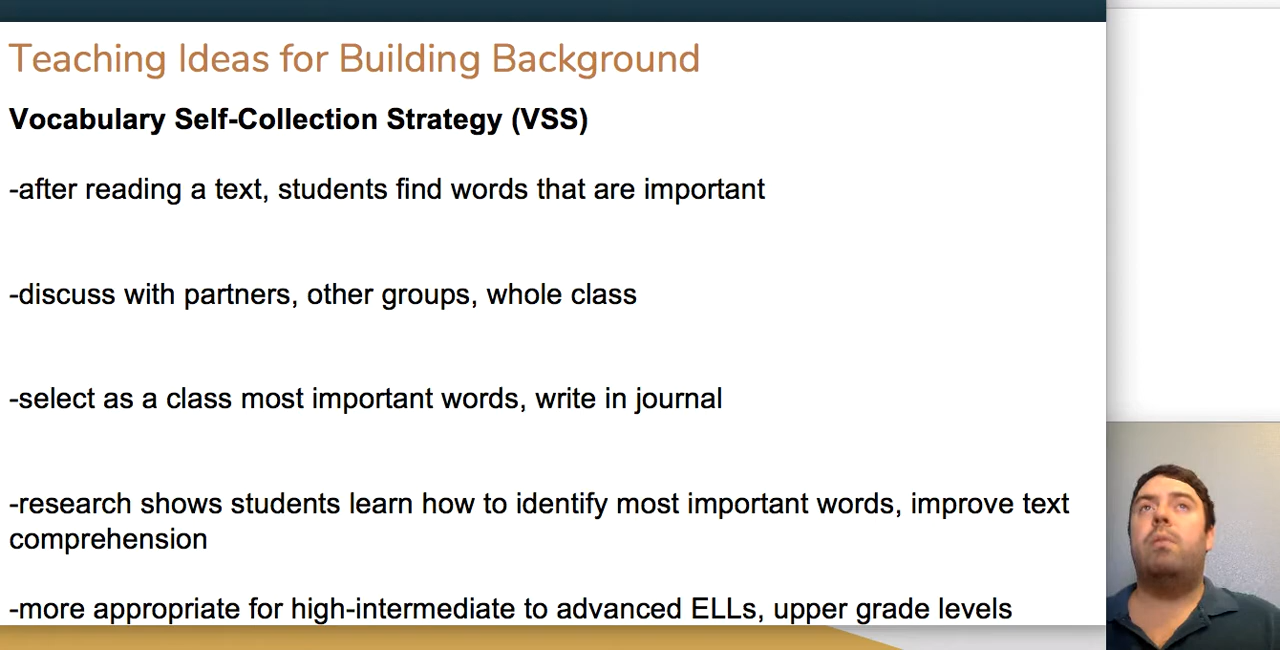 Teaching Ideas for Building Background
Vocabulary Self-Collection Strategy (VSS)
-after reading a text, students find words that are important
-discuss with partners, other groups, whole class
-select as a class most important words, write in journal
-research shows students learn how to identify most important words, improve text
comprehension
-more appropriate for high-intermediate to advanced ELLs, upper grade levels